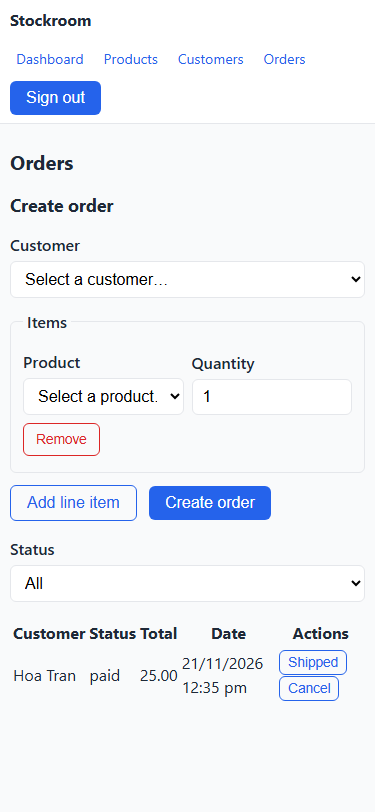 Stockroom
Dashboard Products Customers Orders
Sign out
Orders
Create order
Customer
Select a customer...
Items
Product Quantity
Select a product. 1
Remove
Add line item Create order
Status
All
Customer Status Total Date Actions
Hoa Tran paid 25.00 21/11/2026 12:35 pm Shipped
Cancel